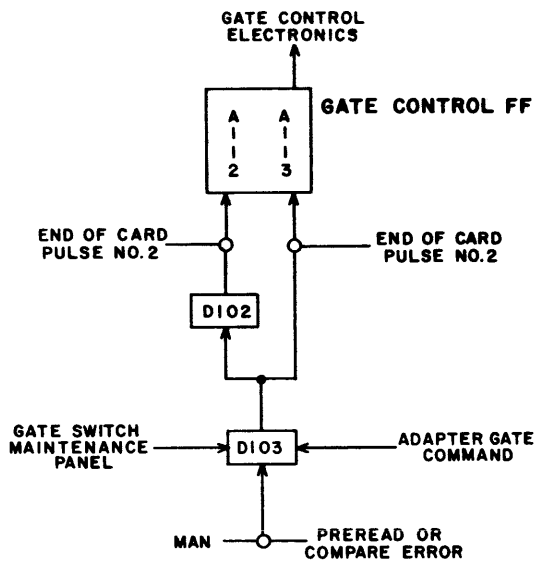 GATE CONTROL
ELECTRONICS
GATE CONTROL FF
A A
2 3
END OF CARD
PULSE NO.2
END OF CARD
PULSE NO.2
D102
GATE SWITCH
MAINTENANCE
PANEL
D103
ADAPTER GATE
COMMAND
MAN
PREREAD OR
COMPARE ERROR